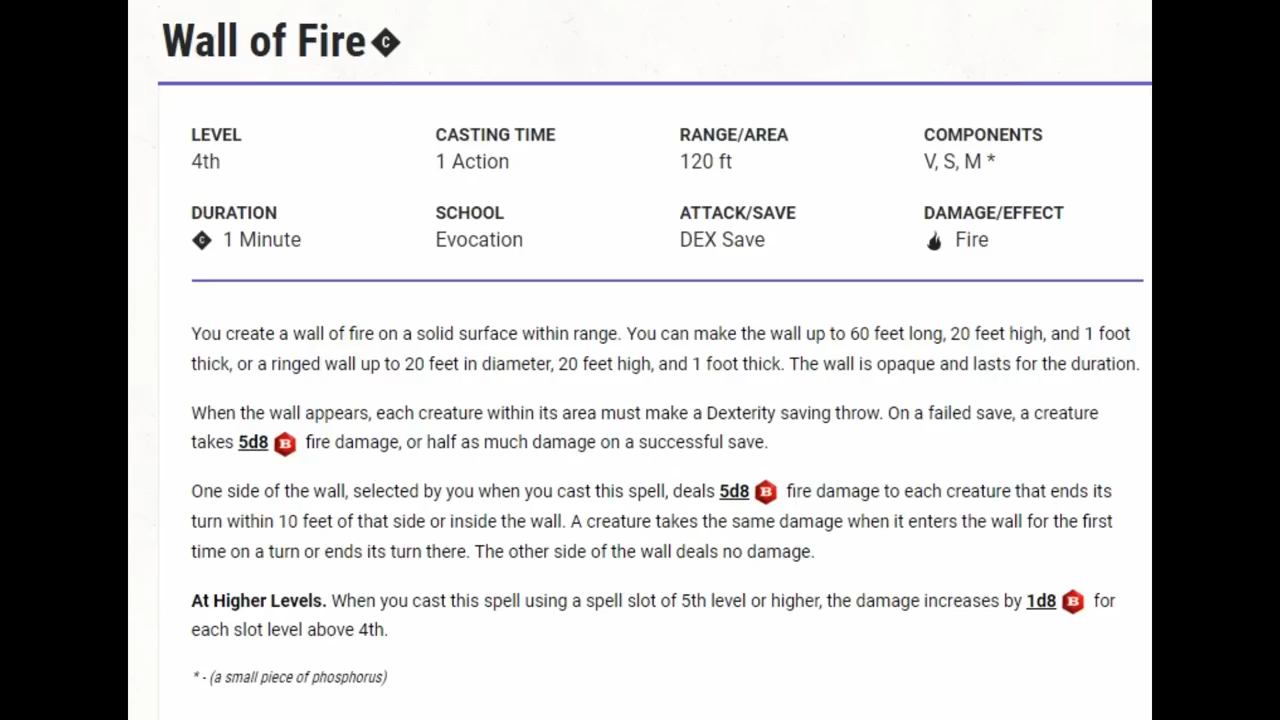 Wall of Fire C
LEVEL CASTING TIME RANGE/AREA COMPONENTS
4th 1 Action 120 ft V, S, M *
DURATION SCHOOL ATTACK/SAVE DAMAGE/EFFECT
C 1 Minute Evocation DEX Save Fire
You create a wall of fire on a solid surface within range. You can make the wall up to 60 feet long, 20 feet high, and 1 foot
thick, or a ringed wall up to 20 feet in diameter, 20 feet high, and 1 foot thick. The wall is opaque and lasts for the duration.
When the wall appears, each creature within its area must make a Dexterity saving throw. On a failed save, a creature
takes 5d8 B fire damage, or half as much damage on a successful save.
One side of the wall, selected by you when you cast this spell, deals 5d8 B fire damage to each creature that ends its
turn within 10 feet of that side or inside the wall. A creature takes the same damage when it enters the wall for the first
time on a turn or ends its turn there. The other side of the wall deals no damage.
At Higher Levels. When you cast this spell using a spell slot of 5th level or higher, the damage increases by 1d8 B for
each slot level above 4th.
* - (a small piece of phosphorus)